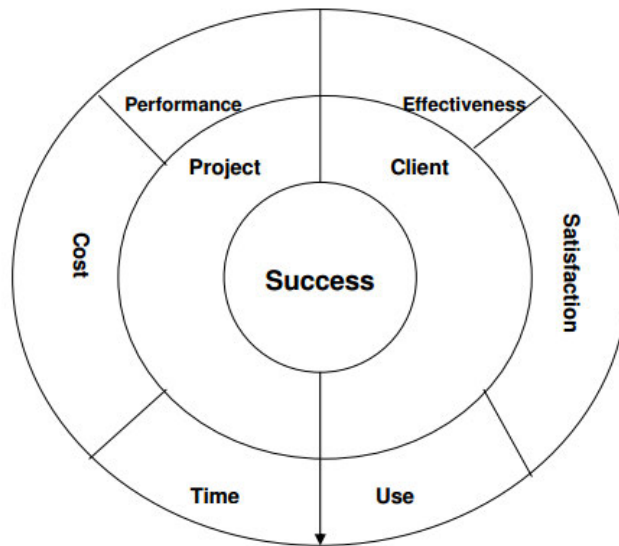 Performance
Effectiveness
Project
Client
Cost
Success
Satisfaction
Time
Use